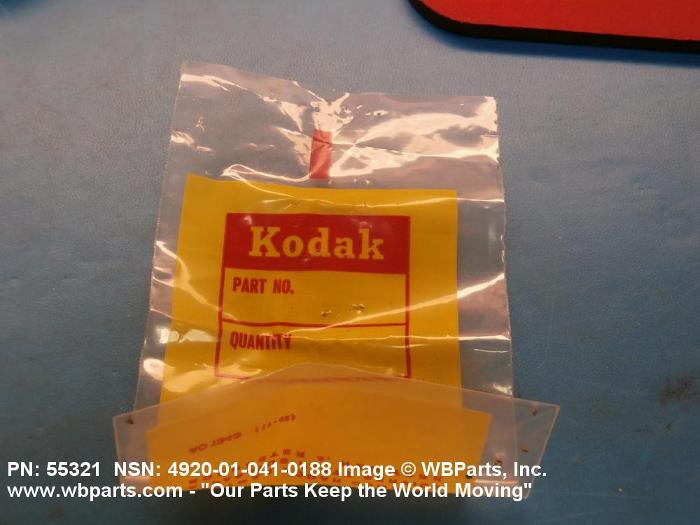 Kodak
PART NO.
QUANTITY
PN: 55321 NSN: 4920-01-041-0188 Image © WBParts, Inc.
www.wbparts.com - "Our Parts Keep the World Moving"